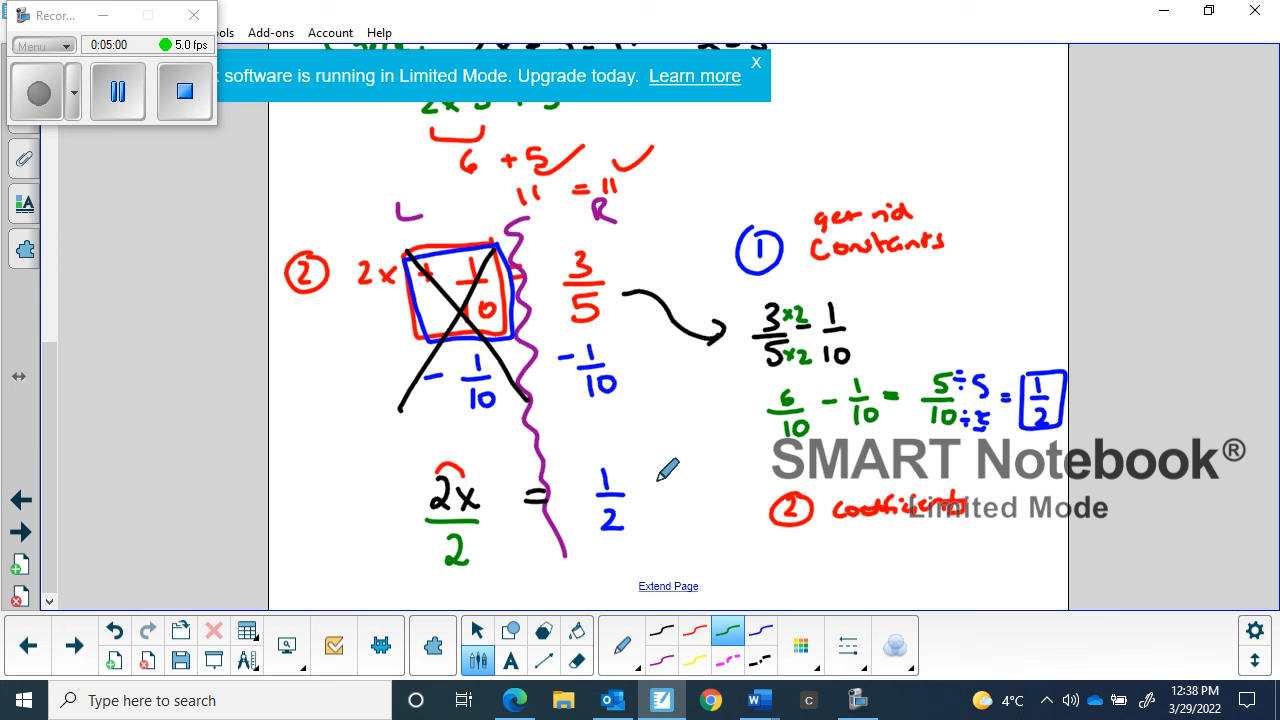 Recor...
Menu
0:05:00
5.0 fps
ols Add-ons Account Help
software is running in Limited Mode. Upgrade today. Learn more X
6 + 5
11 = 11
L R
② 2x + 1/10 = 3/5
- 1/10 - 1/10
2x/2 = 1/2
① get rid
constants
3×2/5×2 - 1/10
6/10 - 1/10 = 5÷5/10÷5 = 1/2
SMART Notebook®
② coefficients
Limited Mode
Extend Page
Type here to search
4°C
12:38 PM
3/29/2022